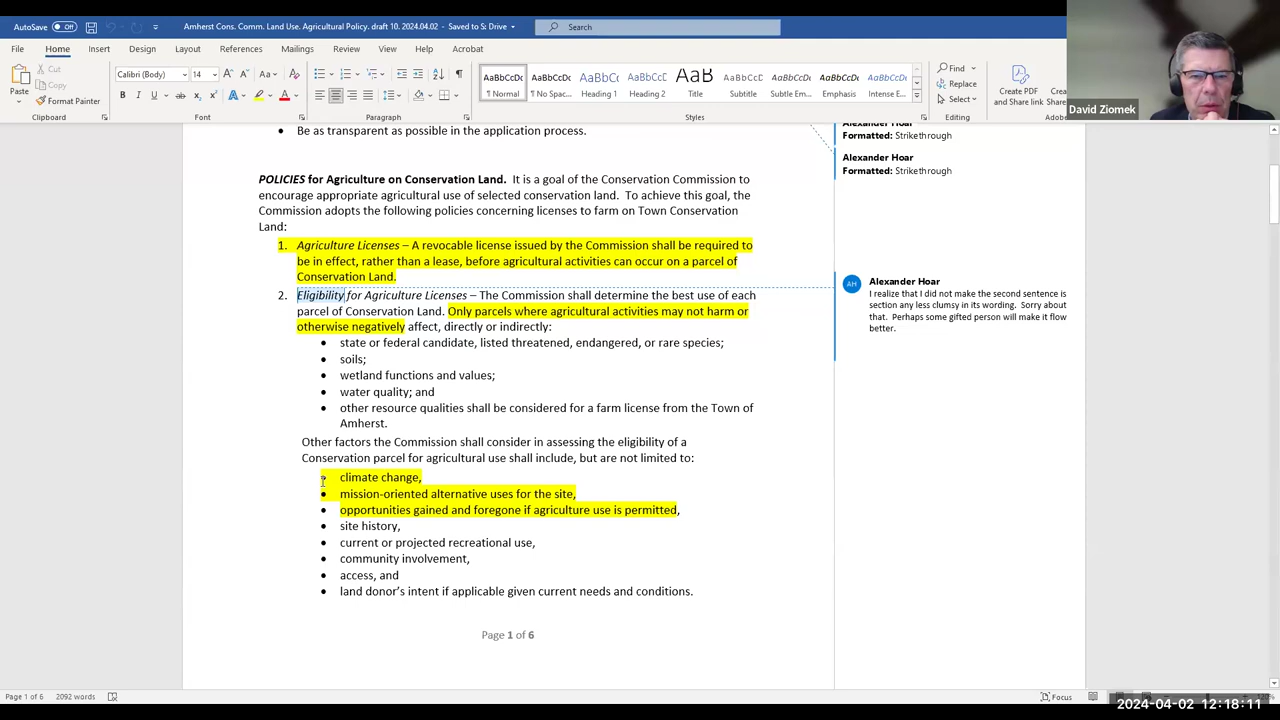 AutoSave Off
Amherst Cons. Comm. Land Use. Agricultural Policy. draft 10. 2024.04.02 - Saved to S: Drive
Search
File Home Insert Design Layout References Mailings Review View Help Acrobat
Paste
Cut
Copy
Format Painter
Calibri (Body) 14
AaBbCcDc AaBbCcDc AaBbCc AaBbCcD AaB AaBbCcD AaBbCcDt AaBbCcDt AaBbCcDt
¶ Normal ¶ No Spac... Heading 1 Heading 2 Title Subtitle Subtle Em... Emphasis Intense E...
Find
Replace
Select
Create PDF
and Share link
Clipboard Font Paragraph Styles Editing
David Ziomek
• Be as transparent as possible in the application process.
POLICIES for Agriculture on Conservation Land. It is a goal of the Conservation Commission to
encourage appropriate agricultural use of selected conservation land. To achieve this goal, the
Commission adopts the following policies concerning licenses to farm on Town Conservation
Land:
1. Agriculture Licenses – A revocable license issued by the Commission shall be required to
be in effect, rather than a lease, before agricultural activities can occur on a parcel of
Conservation Land.
2. Eligibility for Agriculture Licenses – The Commission shall determine the best use of each
parcel of Conservation Land. Only parcels where agricultural activities may not harm or
otherwise negatively affect, directly or indirectly:
• state or federal candidate, listed threatened, endangered, or rare species;
• soils;
• wetland functions and values;
• water quality; and
• other resource qualities shall be considered for a farm license from the Town of
Amherst.
Other factors the Commission shall consider in assessing the eligibility of a
Conservation parcel for agricultural use shall include, but are not limited to:
• climate change,
• mission-oriented alternative uses for the site,
• opportunities gained and foregone if agriculture use is permitted,
• site history,
• current or projected recreational use,
• community involvement,
• access, and
• land donor's intent if applicable given current needs and conditions.
Page 1 of 6
Alexander Hoar
Formatted: Strikethrough
Alexander Hoar
Formatted: Strikethrough
AH
Alexander Hoar
I realize that I did not make the second sentence is
section any less clumsy in its wording. Sorry about
that. Perhaps some gifted person will make it flow
better.
Page 1 of 6 2092 words
Focus
2024-04-02 12:18:11